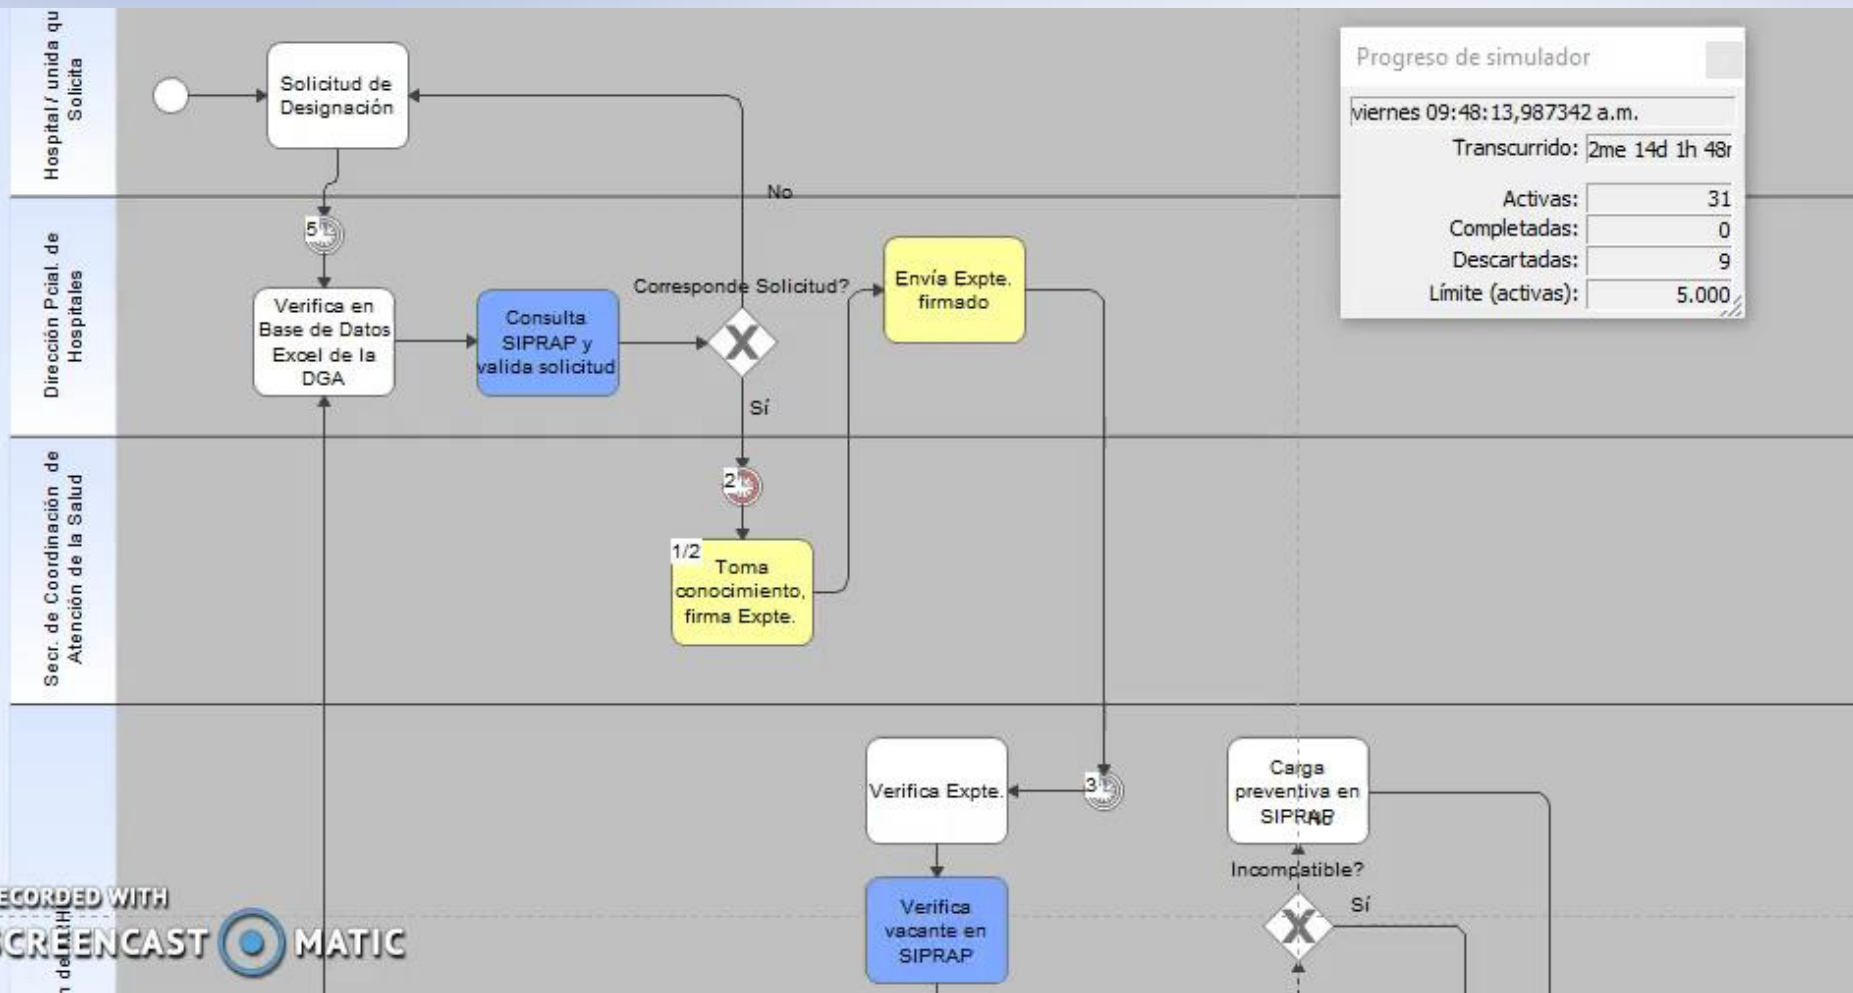 Hospital / unida qu
Solicita
Solicitud de
Designación
No
Progreso de simulador
viernes 09:48:13,987342 a.m.
Transcurrido: 2me 14d 1h 48
Activas: 31
Completadas: 0
Descartadas: 9
Límite (activas): 5.000
Dirección Pcial. de
Hospitales
5
Verifica en
Base de Datos
Excel de la
DGA
Consulta
SIPRAP y
valida solicitud
Corresponde Solicitud?
X
Sí
Envía Expte.
firmado
Secr. de Coordinación de
Atención de la Salud
2
1/2
Toma
conocimiento,
firma Expte.
Verifica Expte.
3
Carga
preventiva en
SIPRAP
No
Incompatible?
Sí
X
Verifica
vacante en
SIPRAP
RECORDED WITH
SCREENCAST MATIC